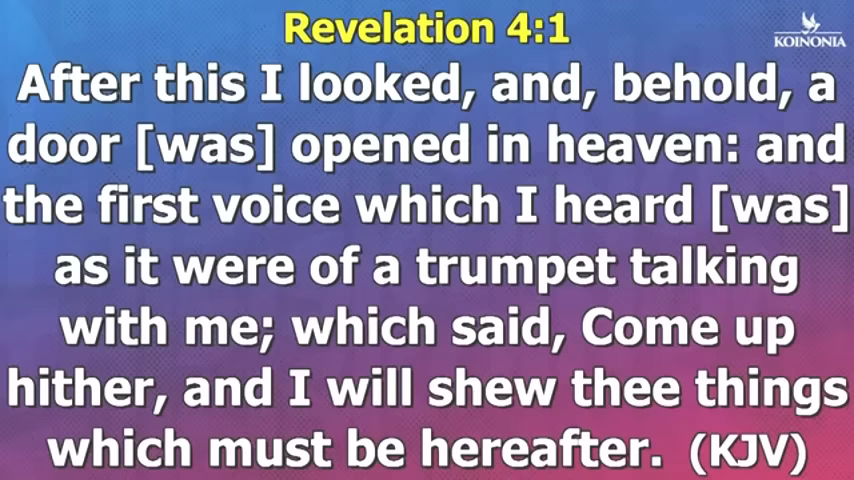 Revelation 4:1
KOINONIA
After this I looked, and, behold, a
door [was] opened in heaven: and
the first voice which I heard [was]
as it were of a trumpet talking
with me; which said, Come up
hither, and I will shew thee things
which must be hereafter. (KJV)